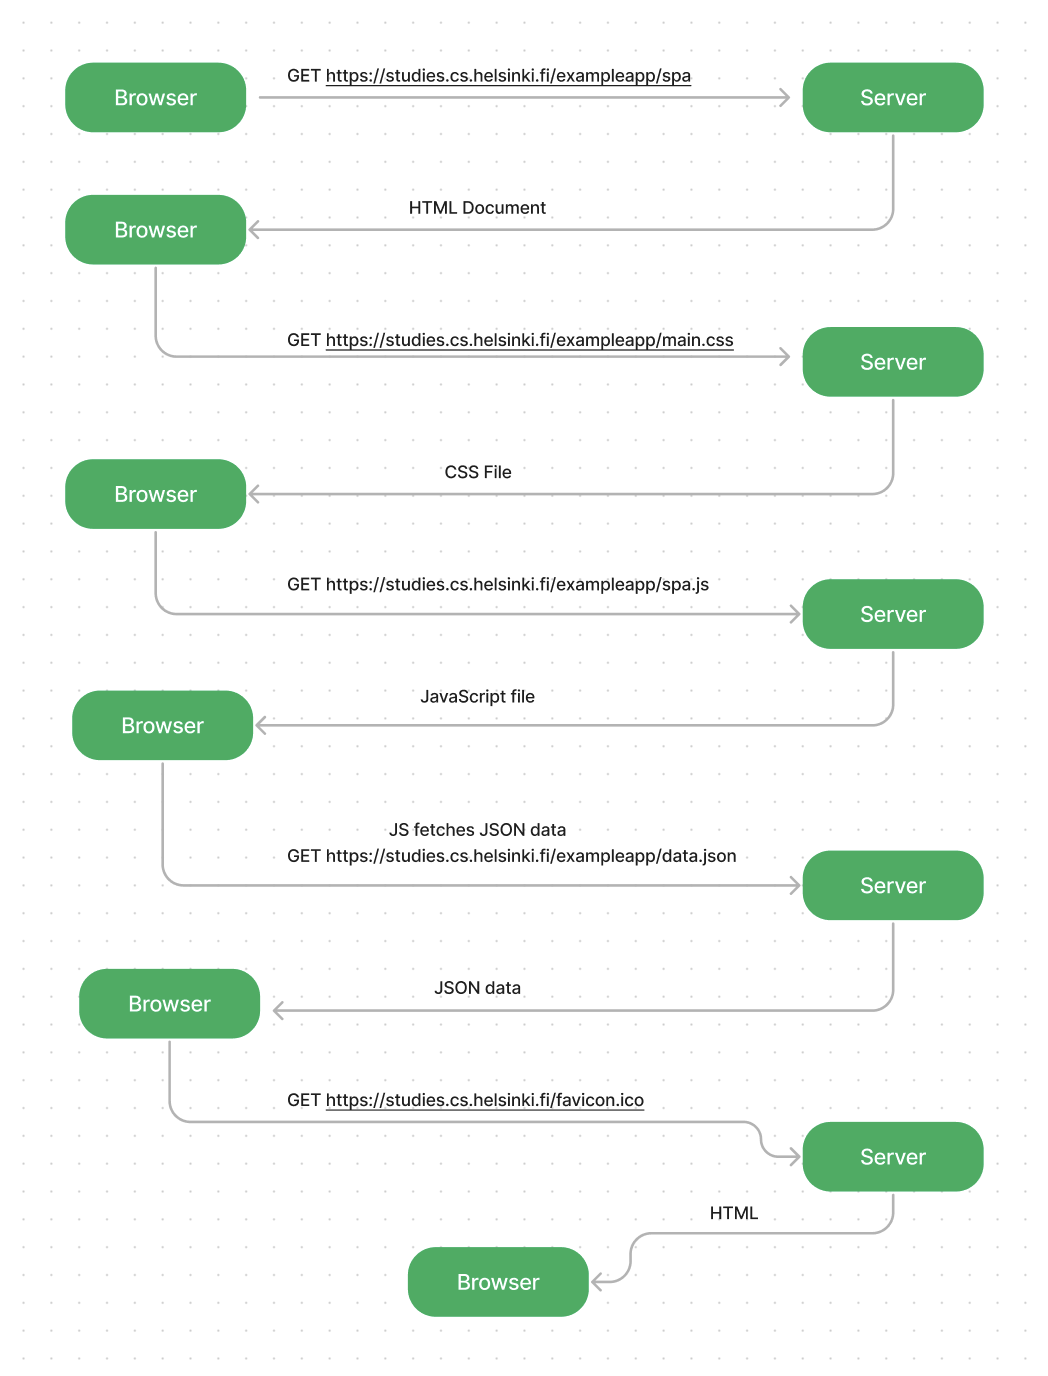 GET https://studies.cs.helsinki.fi/exampleapp/spa
Browser
Server
HTML Document
Browser
GET https://studies.cs.helsinki.fi/exampleapp/main.css
Server
CSS File
Browser
GET https://studies.cs.helsinki.fi/exampleapp/spa.js
Server
JavaScript file
Browser
JS fetches JSON data
GET https://studies.cs.helsinki.fi/exampleapp/data.json
Server
JSON data
Browser
GET https://studies.cs.helsinki.fi/favicon.ico
Server
HTML
Browser